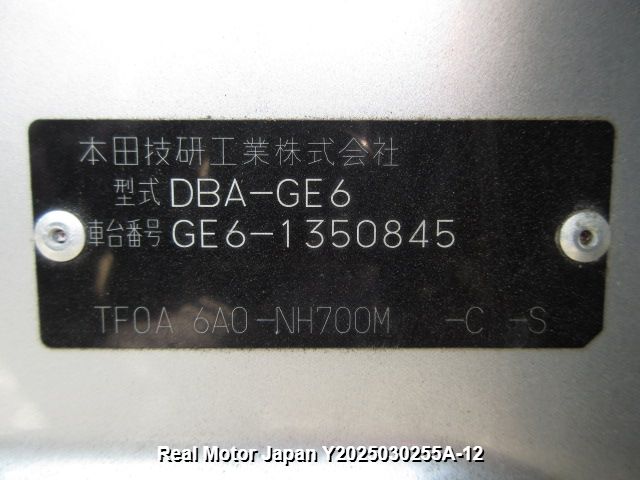 本田技研工業株式会社
型式 DBA-GE6
車台番号 GE6-1350845
TF0A 6A0-NH700M -C -S
Real Motor Japan Y2025030255A-12